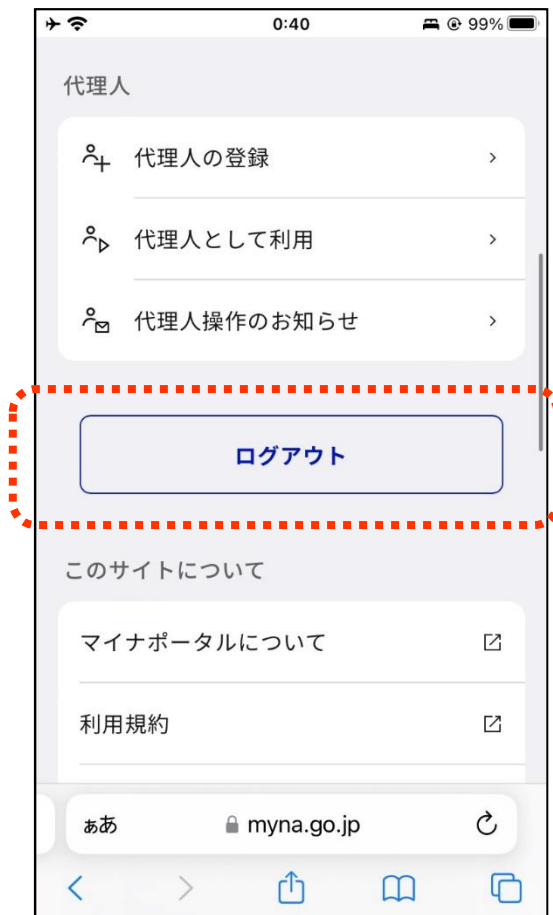 0:40
99%
代理人
代理人の登録
代理人として利用
代理人操作のお知らせ
ログアウト
このサイトについて
マイナポータルについて
利用規約
ぁあ myna.go.jp